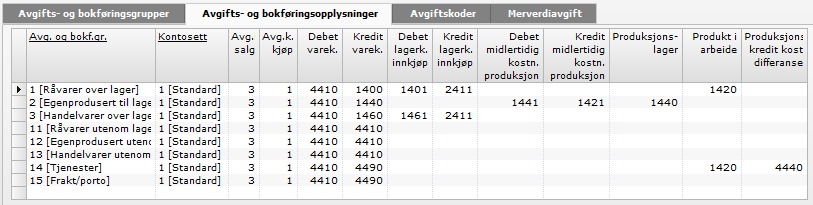 Avgifts- og bokføringsgrupper Avgifts- og bokføringsopplysninger Avgiftskoder Merverdiavgift
Avg. og bokf.gr. Kontosett Avg.k. salg Avg.k. kjøp Debet varek. Kredit varek. Debet lagerk. innkjøp Kredit lagerk. innkjøp Debet midlertidig kostn. produksjon Kredit midlertidig kostn. produksjon Produksjons- lager Produkt i arbeide Produksjons kredit kost differanse
1 [Råvarer over lager] 1 [Standard] 3 1 4410 1400 1401 2411 1420
2 [Egenprodusert til lage 1 [Standard] 3 1 4410 1440 1441 1421 1440
3 [Handelvarer over lage 1 [Standard] 3 1 4410 1460 1461 2411
11 [Råvarer utenom lage 1 [Standard] 3 1 4410 4410
12 [Egenprodusert uteno 1 [Standard] 3 1 4410 4410
13 [Handelvarer utenom 1 [Standard] 3 1 4410 4410
14 [Tjenester] 1 [Standard] 3 1 4410 4490 1420 4440
15 [Frakt/porto] 1 [Standard] 3 1 4410 4490